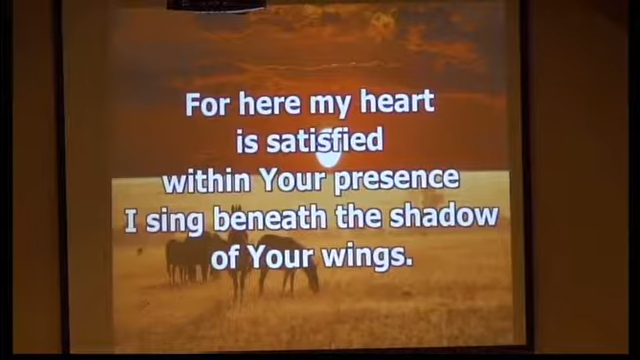 For here my heart
is satisfied
within Your presence
I sing beneath the shadow
of Your wings.